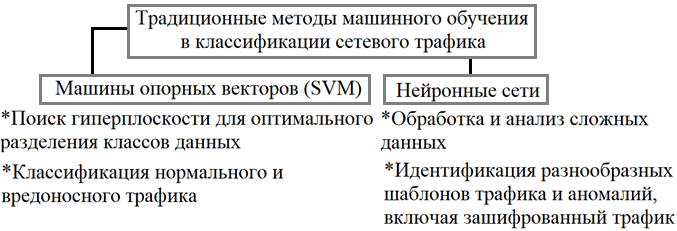 Традиционные методы машинного обучения
в классификации сетевого трафика
Машины опорных векторов (SVM)
*Поиск гиперплоскости для оптимального
разделения классов данных
*Классификация нормального и
вредоносного трафика
Нейронные сети
*Обработка и анализ сложных
данных
*Идентификация разнообразных
шаблонов трафика и аномалий,
включая зашифрованный трафик